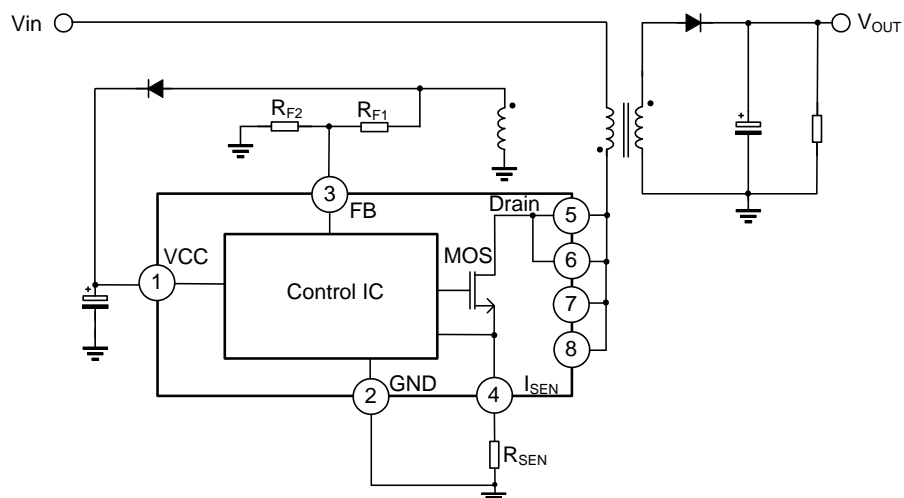 Vin
VOUT
RF2
RF1
3
FB
Drain
5
VCC
MOS
6
1
Control IC
7
8
GND
ISEN
2
4
RSEN
+
+